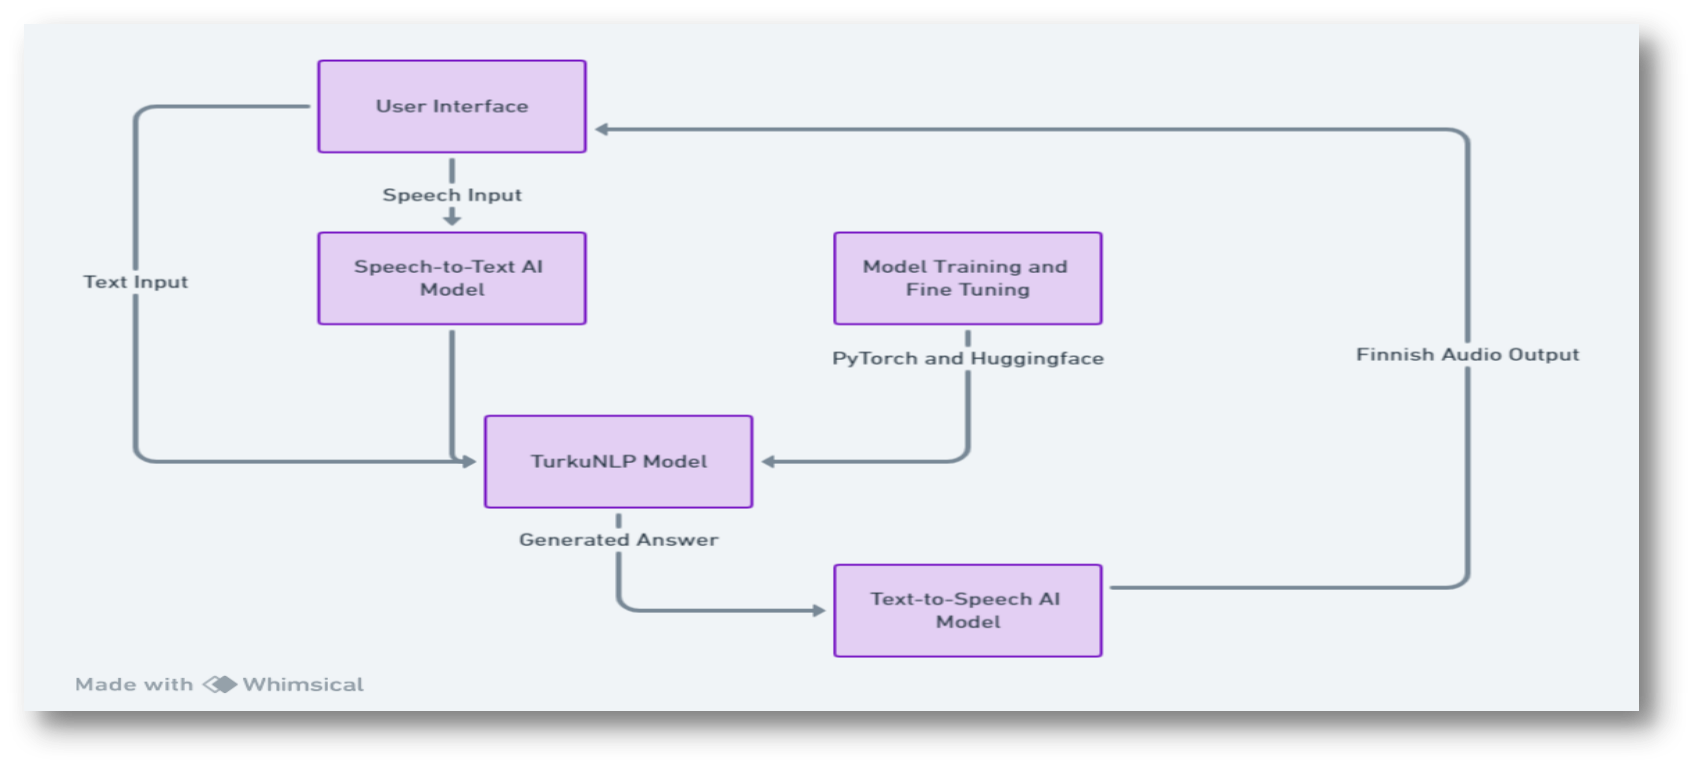 User Interface
Speech Input
Text Input
Speech-to-Text AI
Model
Model Training and
Fine Tuning
PyTorch and Huggingface
Finnish Audio Output
TurkuNLP Model
Generated Answer
Text-to-Speech AI
Model
Made with Whimsical